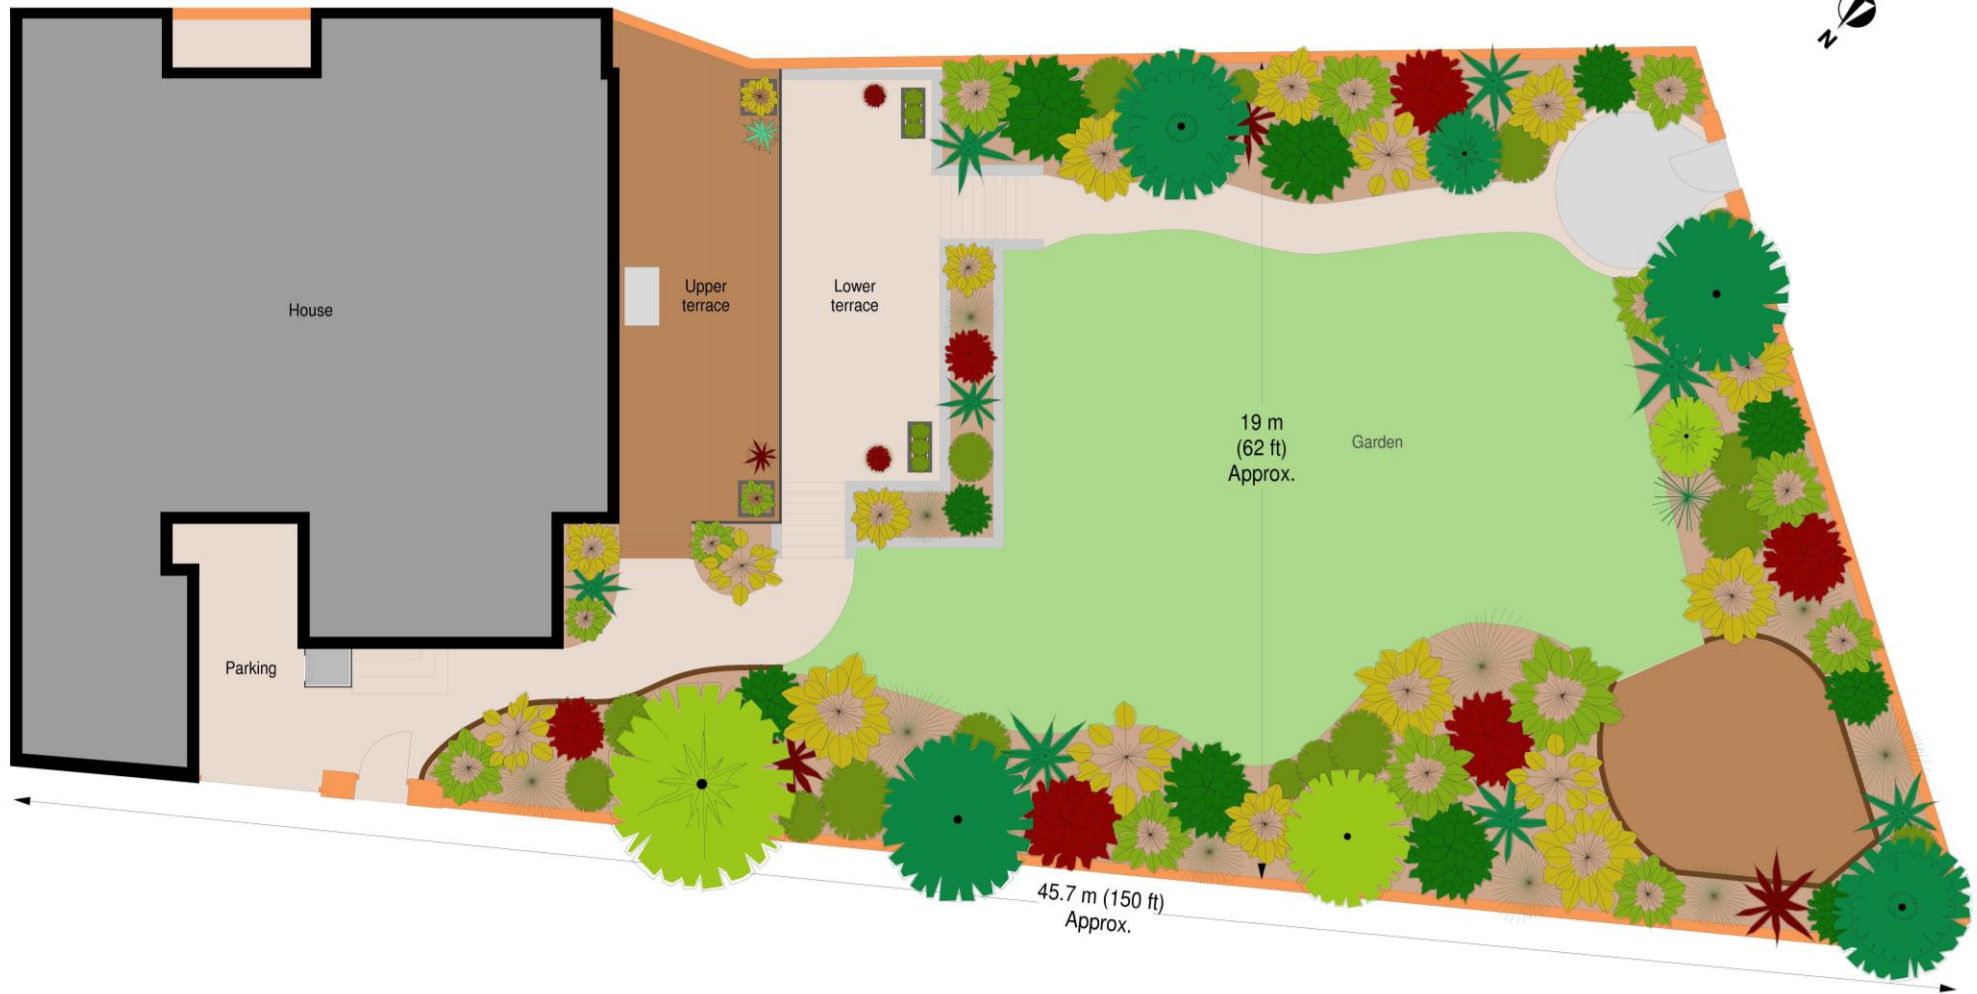 N
House
Upper
terrace
Lower
terrace
19 m
(62 ft)
Approx.
Garden
Parking
45.7 m (150 ft)
Approx.